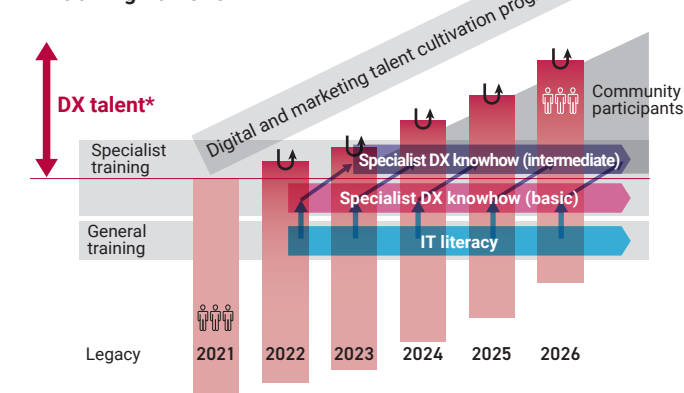 Digital and marketing talent cultivation
DX talent*
Community
participants
Specialist
training
Specialist DX knowhow (intermediate)
Specialist DX knowhow (basic)
General
training
IT literacy
Legacy
2021
2022
2023
2024
2025
2026